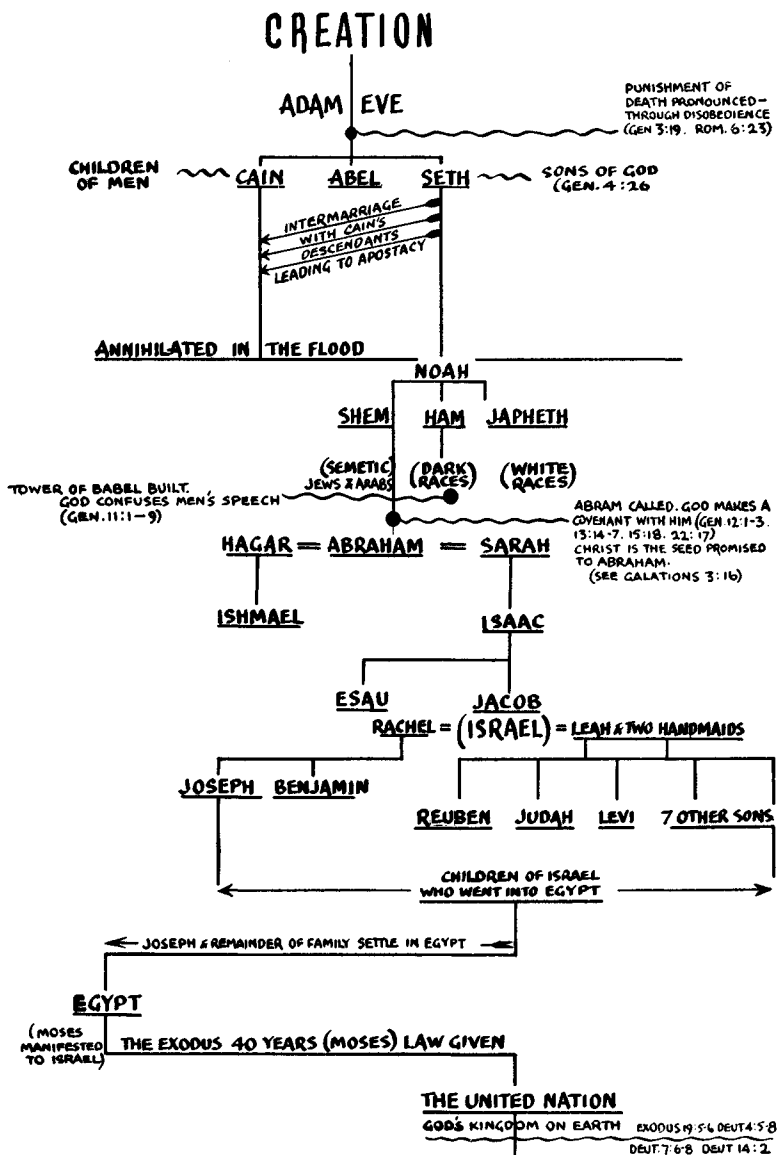 CREATION
ADAM EVE
PUNISHMENT OF
DEATH PRONOUNCED-
THROUGH DISOBEDIENCE
(GEN 3:19. ROM. 6:23)
CHILDREN
OF MEN
CAIN ABEL SETH
SONS OF GOD
(GEN. 4:26
INTERMARRIAGE
WITH CAIN'S
DESCENDANTS
LEADING TO APOSTACY
ANNIHILATED IN THE FLOOD
NOAH
SHEM HAM JAPHETH
(SEMETIC)
JEWS & ARABS
(DARK
RACES)
(WHITE
RACES)
TOWER OF BABEL BUILT.
GOD CONFUSES MEN'S SPEECH
(GEN. 11:1-9)
ABRAM CALLED. GOD MAKES A
COVENANT WITH HIM (GEN. 12:1-3.
13:14-7. 15:18. 22:17)
CHRIST IS THE SEED PROMISED
TO ABRAHAM.
(SEE GALATIONS 3:16)
HAGAR = ABRAHAM = SARAH
ISHMAEL
ISAAC
ESAU JACOB
RACHEL = (ISRAEL) = LEAH & TWO HANDMAIDS
JOSEPH BENJAMIN
REUBEN JUDAH LEVI 7 OTHER SONS
CHILDREN OF ISRAEL
WHO WENT INTO EGYPT
JOSEPH & REMAINDER OF FAMILY SETTLE IN EGYPT
EGYPT
(MOSES
MANIFESTED
TO ISRAEL)
THE EXODUS 40 YEARS (MOSES) LAW GIVEN
THE UNITED NATION
GOD'S KINGDOM ON EARTH EXODUS 19:5-6 DEUT 4:5-8
DEUT. 7:6-8 DEUT 14:2